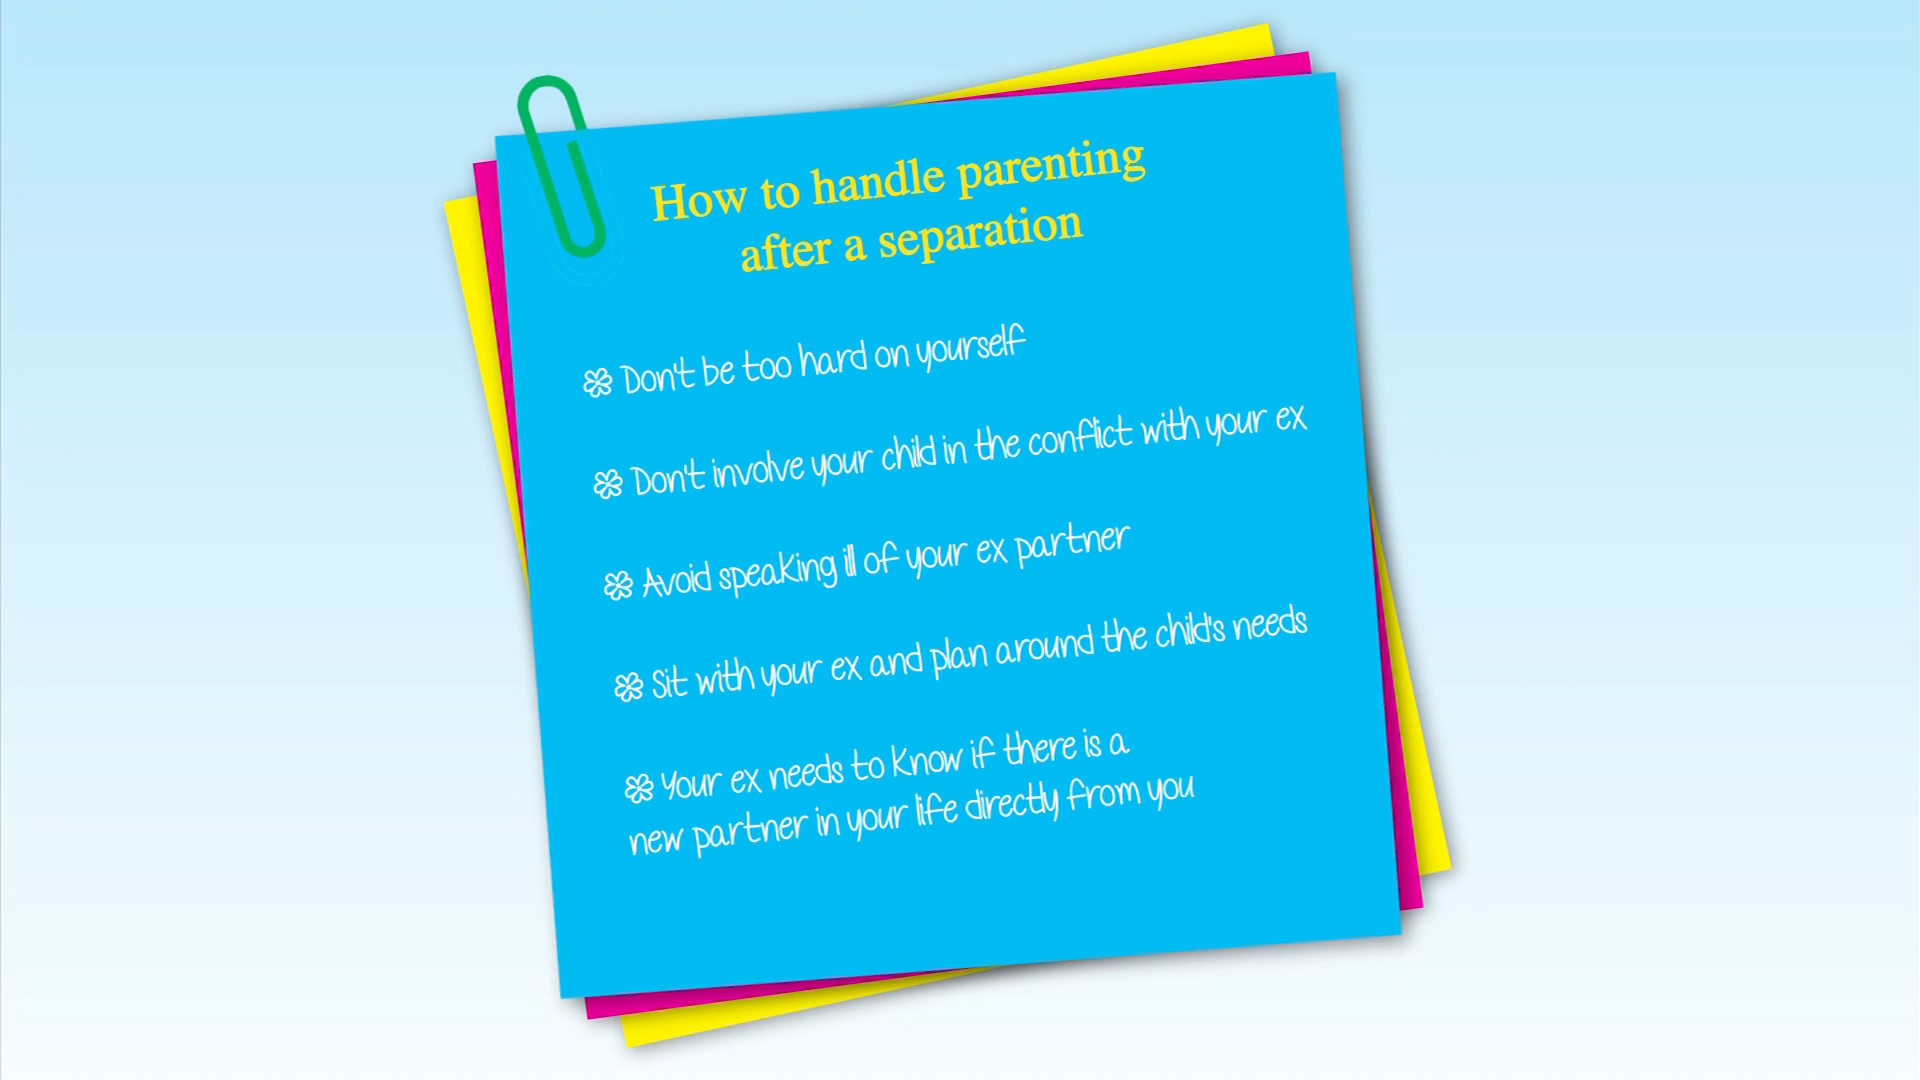 How to handle parenting
after a separation
Don't be too hard on yourself
Don't involve your child in the conflict with your ex
Avoid speaking ill of your ex partner
Sit with your ex and plan around the child's needs
Your ex needs to know if there is a
new partner in your life directly from you